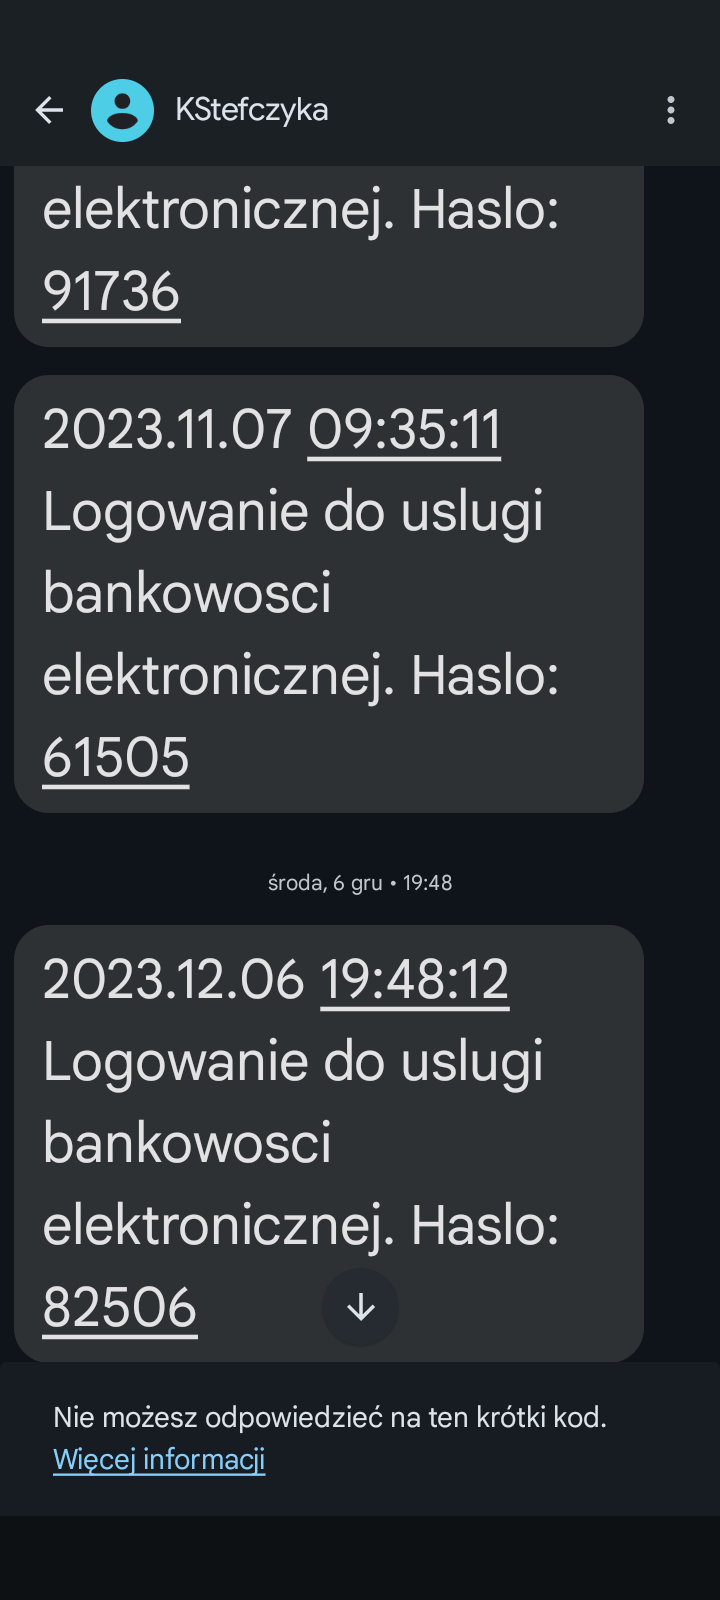 KStefczyka
elektronicznej. Haslo:
91736
2023.11.07 09:35:11
Logowanie do uslugi
bankowosci
elektronicznej. Haslo:
61505
środa, 6 gru • 19:48
2023.12.06 19:48:12
Logowanie do uslugi
bankowosci
elektronicznej. Haslo:
82506
Nie możesz odpowiedzieć na ten krótki kod.
Więcej informacji